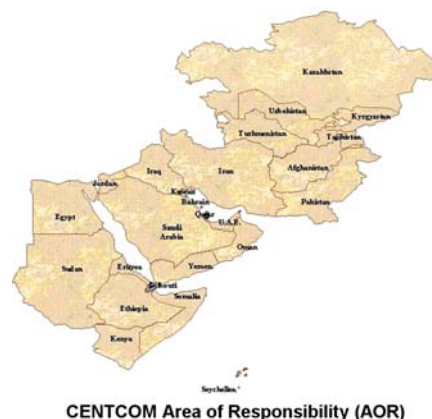 Kazakhstan
Uzbekistan
Kyrgyzstan
Turkmenistan
Tajikistan
Iraq
Iran
Afghanistan
Jordan
Kuwait
Bahrain
Pakistan
Egypt
Qatar
U.A.E.
Saudi
Arabia
Oman
Sudan
Eritrea
Yemen
Djibouti
Somalia
Ethiopia
Kenya
Seychelles
CENTCOM Area of Responsibility (AOR)